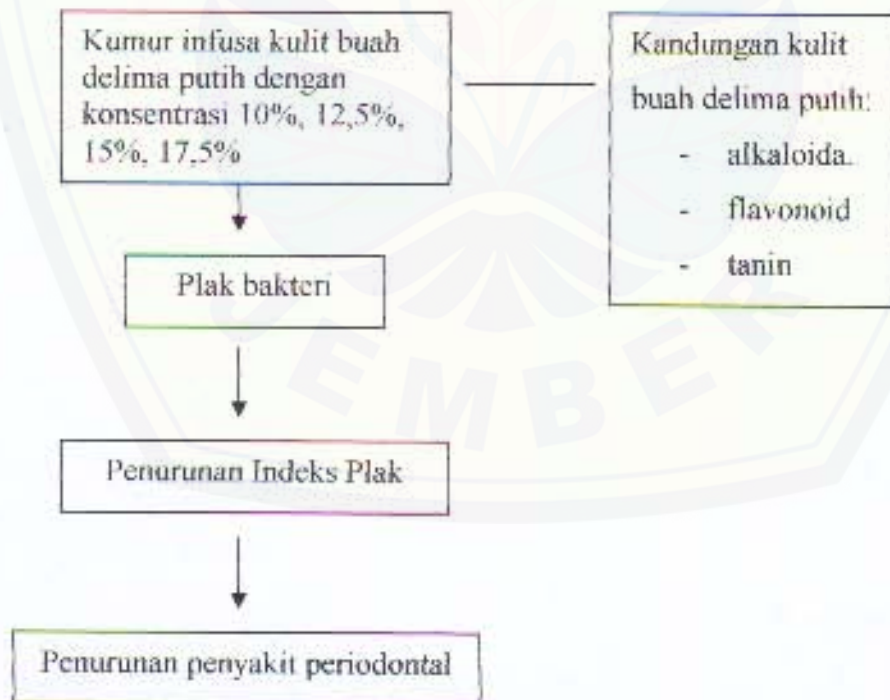 Kumur infusa kulit buah
delima putih dengan
konsentrasi 10%, 12,5%,
15%, 17,5%
Kandungan kulit
buah delima putih:
- alkaloida.
- flavonoid
- tanin
Plak bakteri
Penurunan Indeks Plak
Penurunan penyakit periodontal
EMBER